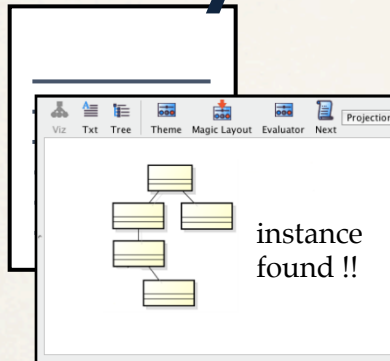 Viz Txt Tree Theme Magic Layout Evaluator Next Projection
instance
found !!